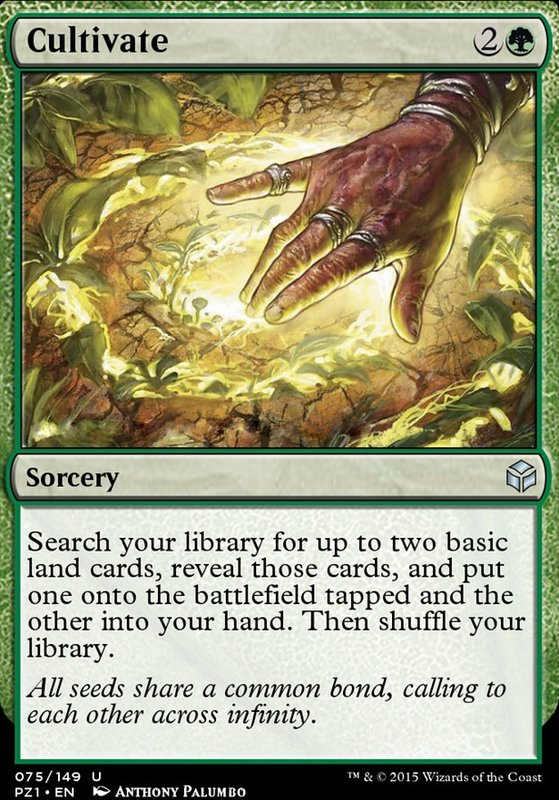 Cultivate 2
Sorcery
Search your library for up to two basic
land cards, reveal those cards, and put
one onto the battlefield tapped and the
other into your hand. Then shuffle your
library.
All seeds share a common bond, calling to
each other across infinity.
075/149 U
PZ1 • EN Anthony Palumbo
™ & © 2015 Wizards of the Coast